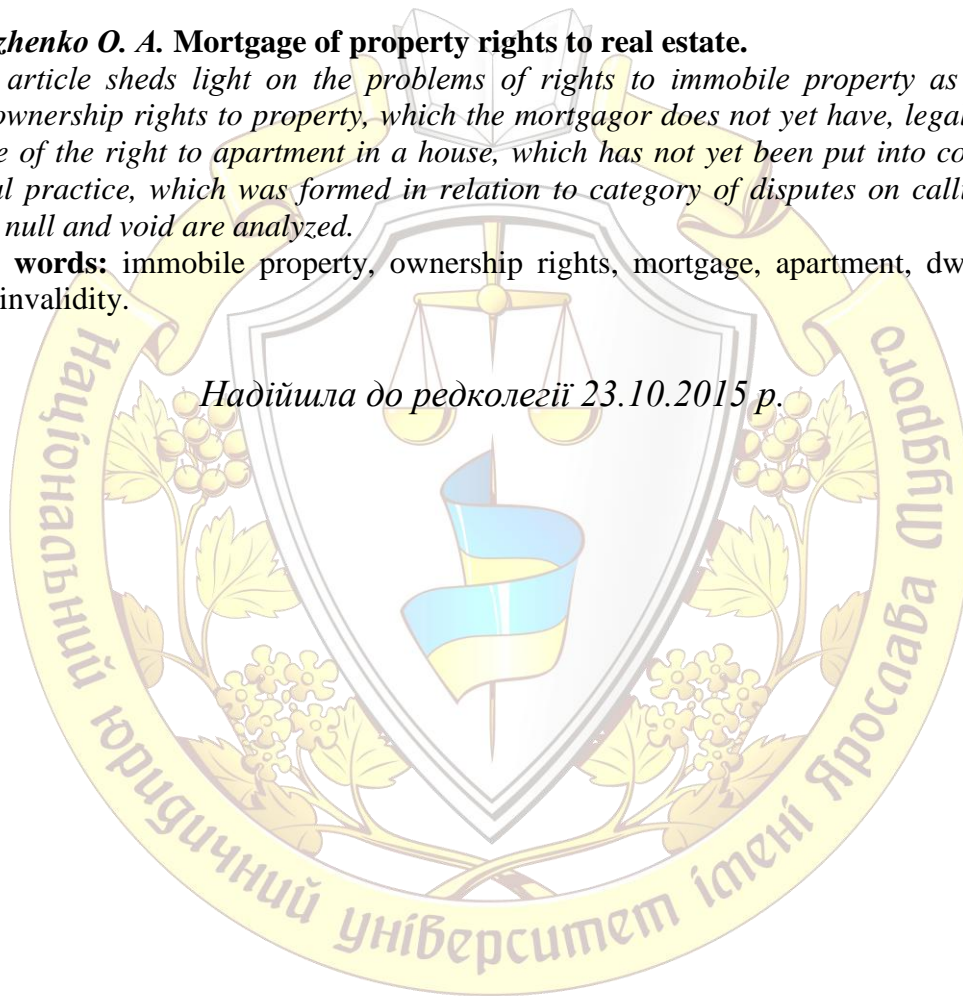 zhenko O. A. Mortgage of property rights to real estate.
article sheds light on the problems of rights to immobile property as
ownership rights to property, which the mortgagor does not yet have, legal
e of the right to apartment in a house, which has not yet been put into co
l practice, which was formed in relation to category of disputes on call
null and void are analyzed.
words: immobile property, ownership rights, mortgage, apartment, dw
invalidity.
Надійшла до редколегії 23.10.2015 р.
Національний юридичний університет імені Ярослава Мудрого